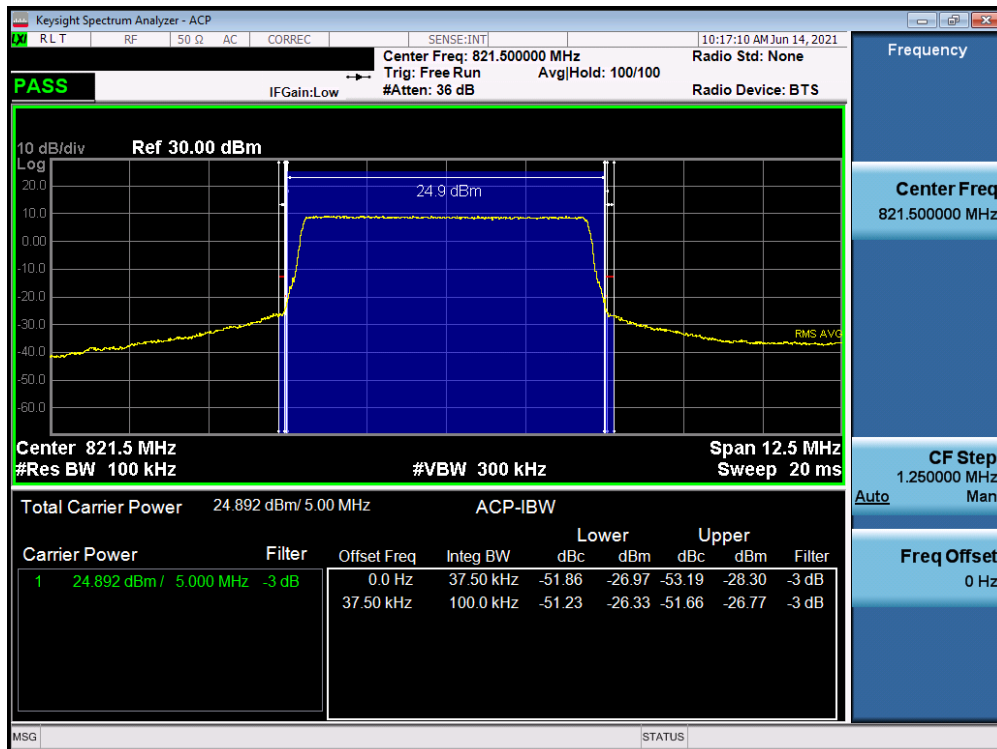 Keysight Spectrum Analyzer - ACP
LXI RLT RF 50 Ω AC CORREC SENSE:INT 10:17:10 AM Jun 14, 2021
Center Freq: 821.500000 MHz Radio Std: None
Trig: Free Run Avg|Hold: 100/100
PASS IFGain:Low #Atten: 36 dB Radio Device: BTS
10 dB/div Ref 30.00 dBm
Log
20.0
24.9 dBm
10.0
0.00
-10.0
-20.0
-30.0
RMS AVG
-40.0
-50.0
-60.0
Center 821.5 MHz Span 12.5 MHz
#Res BW 100 kHz #VBW 300 kHz Sweep 20 ms
Total Carrier Power 24.892 dBm/ 5.00 MHz ACP-IBW
Lower Upper
Carrier Power Filter Offset Freq Integ BW dBc dBm dBc dBm Filter
1 24.892 dBm / 5.000 MHz -3 dB 0.0 Hz 37.50 kHz -51.86 -26.97 -53.19 -28.30 -3 dB
37.50 kHz 100.0 kHz -51.23 -26.33 -51.66 -26.77 -3 dB
MSG STATUS
Frequency
Center Freq
821.500000 MHz
CF Step
1.250000 MHz
Auto Man
Freq Offset
0 Hz